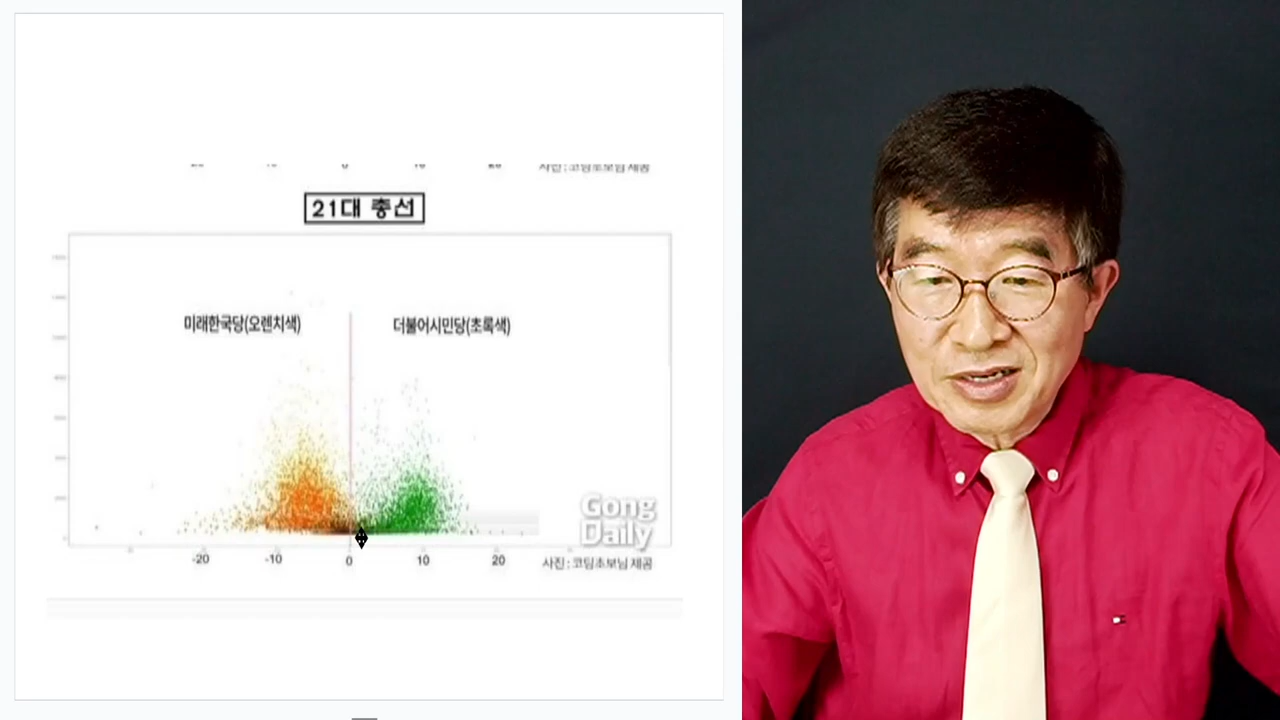 사진 : 코딩초보님 제공
21대 총선
미래한국당(오렌치색)
더불어시민당(초록색)
Gong
Daily
-20 -10 0 10 20
사진 : 코딩초보님 제공